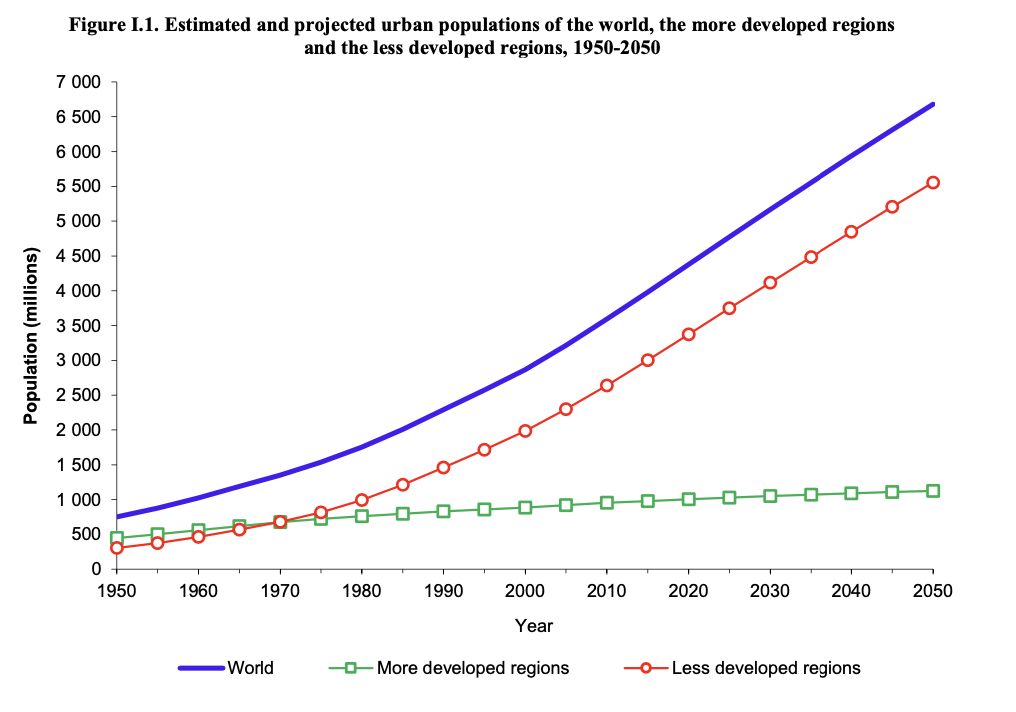 Figure I.1. Estimated and projected urban populations of the world, the more developed regions
and the less developed regions, 1950-2050
7 000
6 500
6 000
5 500
5 000
4 500
4 000
3 500
3 000
2 500
2 000
1 500
1 000
500
0
Population (millions)
1950 1960 1970 1980 1990 2000 2010 2020 2030 2040 2050
Year
World More developed regions Less developed regions